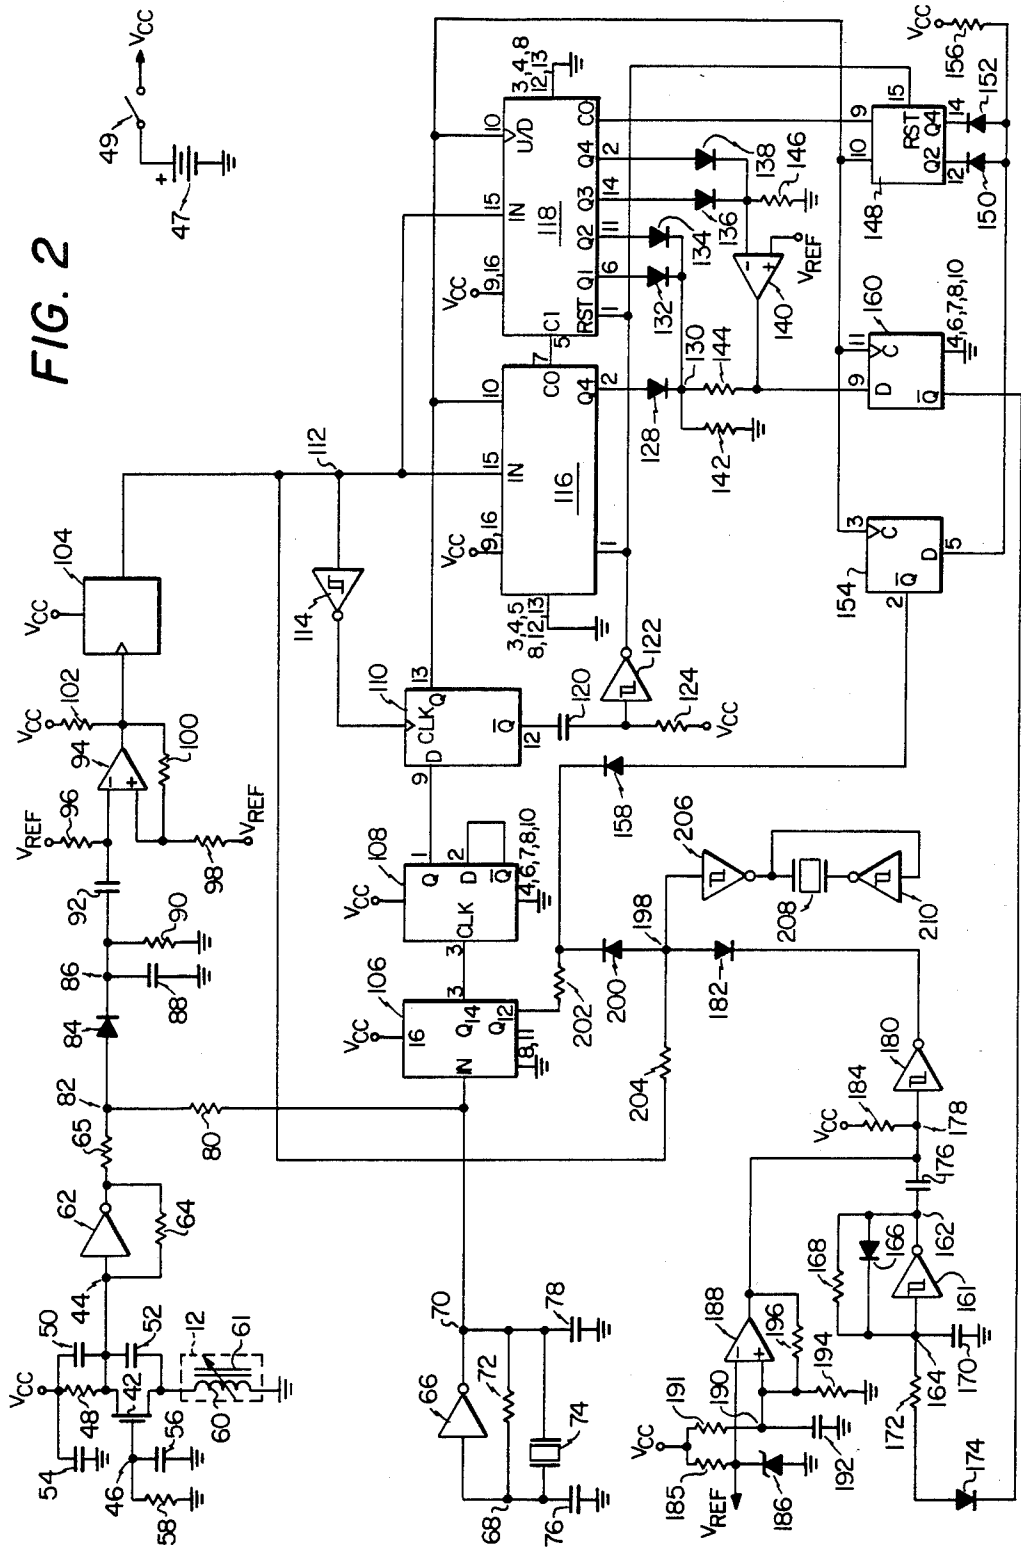 FIG. 2
49
VCC
+
47
VCC
50
44
62
65
82
84
86
92
VREF
96
94
VCC
102
VCC
104
48
42
52
12
61
60
64
54
46
56
58
88
90
98
VREF
100
80
−
+
112
114
VCC
9,16
15
IN
10
116
CO
7
Q4
2
1
3,4,5
8,12,13
VCC
9,16
15
IN
10
U/D
118
C1
5
RST
1
Q1
6
Q2
11
Q3
14
Q4
2
CO
3,4,8
12,13
70
66
72
68
74
76
78
VCC
106
16
IN
Q14
3
Q12
8,11
VCC
108
3
CLK
Q
1
D
2
Q̅
4,6,7,8,10
110
9
D
CLK
Q
13
Q̅
12
120
122
124
VCC
128
130
132
134
136
138
142
144
140
−
+
VREF
146
202
200
158
204
198
182
206
208
210
154
3
C
2
Q̅
D
5
160
9
D
11
C
Q̅
4,6,7,8,10
148
10
9
RST
15
Q2
12
Q4
14
150
152
156
VCC
VCC
185
191
190
VREF
186
192
188
−
+
196
194
172
164
170
168
166
161
162
176
178
VCC
184
180
174